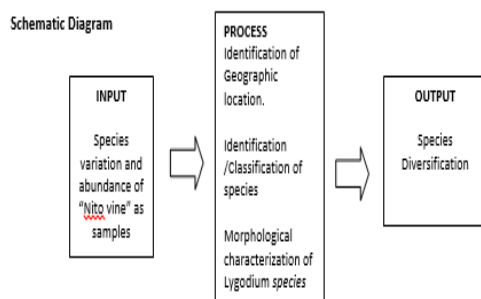 Schematic Diagram
INPUT
Species
variation and
abundance of
“Nito vine” as
samples
PROCESS
Identification of
Geographic
location.
Identification
/Classification of
species
Morphological
characterization of
Lygodium species
OUTPUT
Species
Diversification